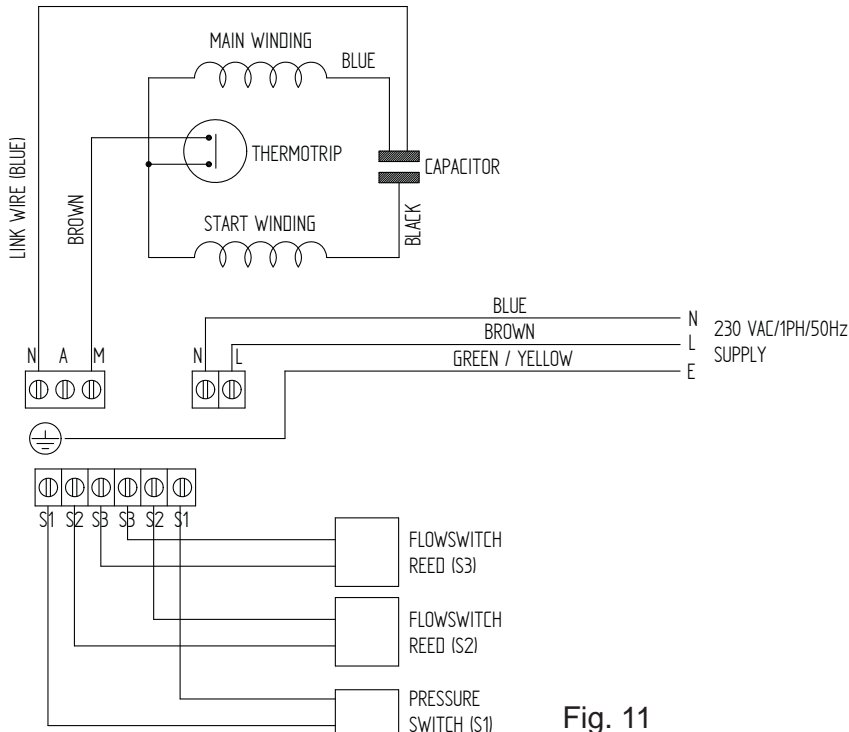 MAIN WINDING
BLUE
THERMOTRIP
CAPACITOR
LINK WIRE (BLUE)
BROWN
START WINDING
BLACK
N A M
N L
BLUE
BROWN
GREEN / YELLOW
N
L
E
230 VAC/1PH/50Hz
SUPPLY
S1 S2 S3 S3 S2 S1
FLOWSWITCH
REED (S3)
FLOWSWITCH
REED (S2)
PRESSURE
SWITCH (S1)
Fig. 11